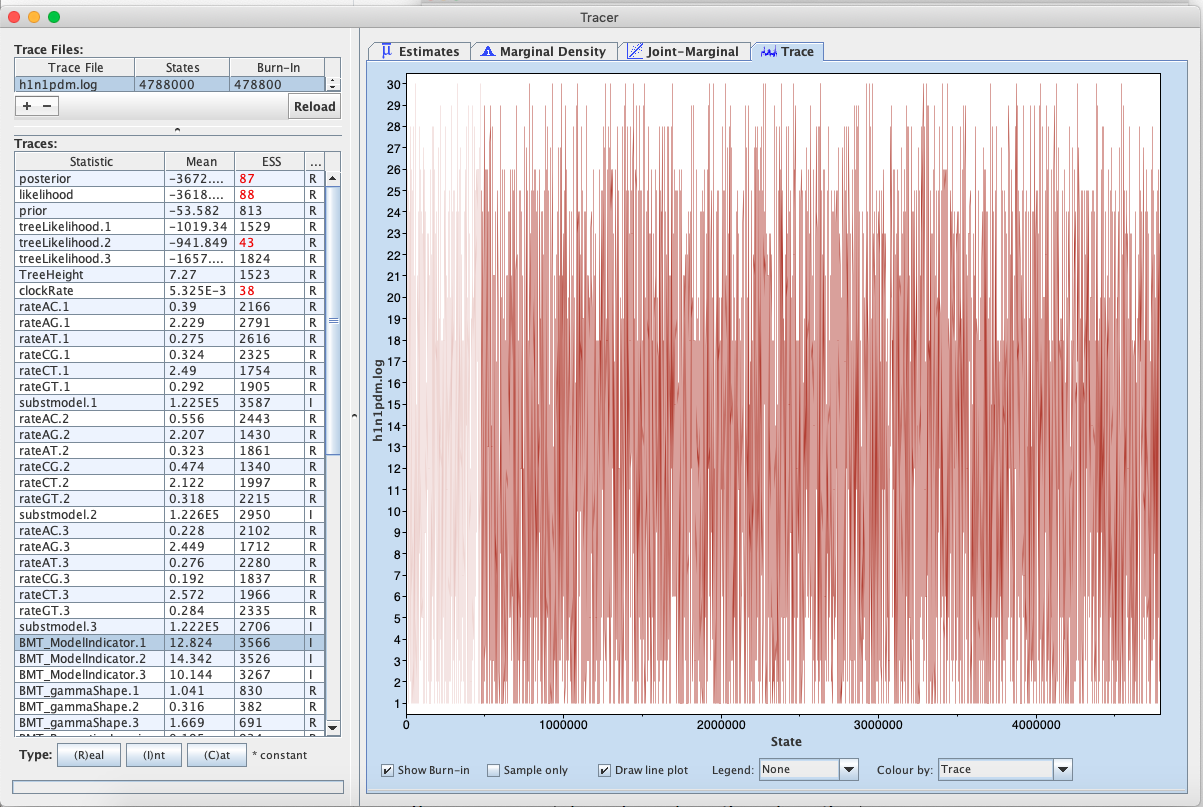 Tracer
Trace Files:
Trace File States Burn-In
h1n1pdm.log 4788000 478800
+ − Reload
Traces:
Statistic Mean ESS ...
posterior -3672.... 87 R
likelihood -3618.... 88 R
prior -53.582 813 R
treeLikelihood.1 -1019.34 1529 R
treeLikelihood.2 -941.849 43 R
treeLikelihood.3 -1657.... 1824 R
TreeHeight 7.27 1523 R
clockRate 5.325E-3 38 R
rateAC.1 0.39 2166 R
rateAG.1 2.229 2791 R
rateAT.1 0.275 2616 R
rateCG.1 0.324 2325 R
rateCT.1 2.49 1754 R
rateGT.1 0.292 1905 R
substmodel.1 1.225E5 3587 I
rateAC.2 0.556 2443 R
rateAG.2 2.207 1430 R
rateAT.2 0.323 1861 R
rateCG.2 0.474 1340 R
rateCT.2 2.122 1997 R
rateGT.2 0.318 2215 R
substmodel.2 1.226E5 2950 I
rateAC.3 0.228 2102 R
rateAG.3 2.449 1712 R
rateAT.3 0.276 2280 R
rateCG.3 0.192 1837 R
rateCT.3 2.572 1966 R
rateGT.3 0.284 2335 R
substmodel.3 1.222E5 2706 I
BMT_ModelIndicator.1 12.824 3566 I
BMT_ModelIndicator.2 14.342 3526 I
BMT_ModelIndicator.3 10.144 3267 I
BMT_gammaShape.1 1.041 830 R
BMT_gammaShape.2 0.316 382 R
BMT_gammaShape.3 1.669 691 R
Type: (R)eal (I)nt (C)at * constant
μ Estimates Marginal Density Joint-Marginal Trace
30
29
28
27
26
25
24
23
22
21
20
19
18
17
16
15
14
13
12
11
10
9
8
7
6
5
4
3
2
1
h1n1pdm.log
0 1000000 2000000 3000000 4000000
State
Show Burn-in Sample only Draw line plot Legend: None Colour by: Trace